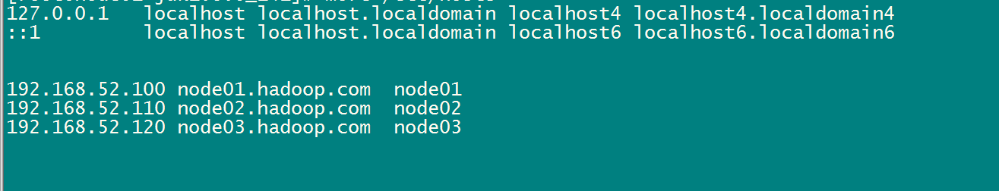 127.0.0.1   localhost localhost.localdomain localhost4 localhost4.localdomain4
::1         localhost localhost.localdomain localhost6 localhost6.localdomain6
192.168.52.100 node01.hadoop.com  node01
192.168.52.110 node02.hadoop.com  node02
192.168.52.120 node03.hadoop.com  node03